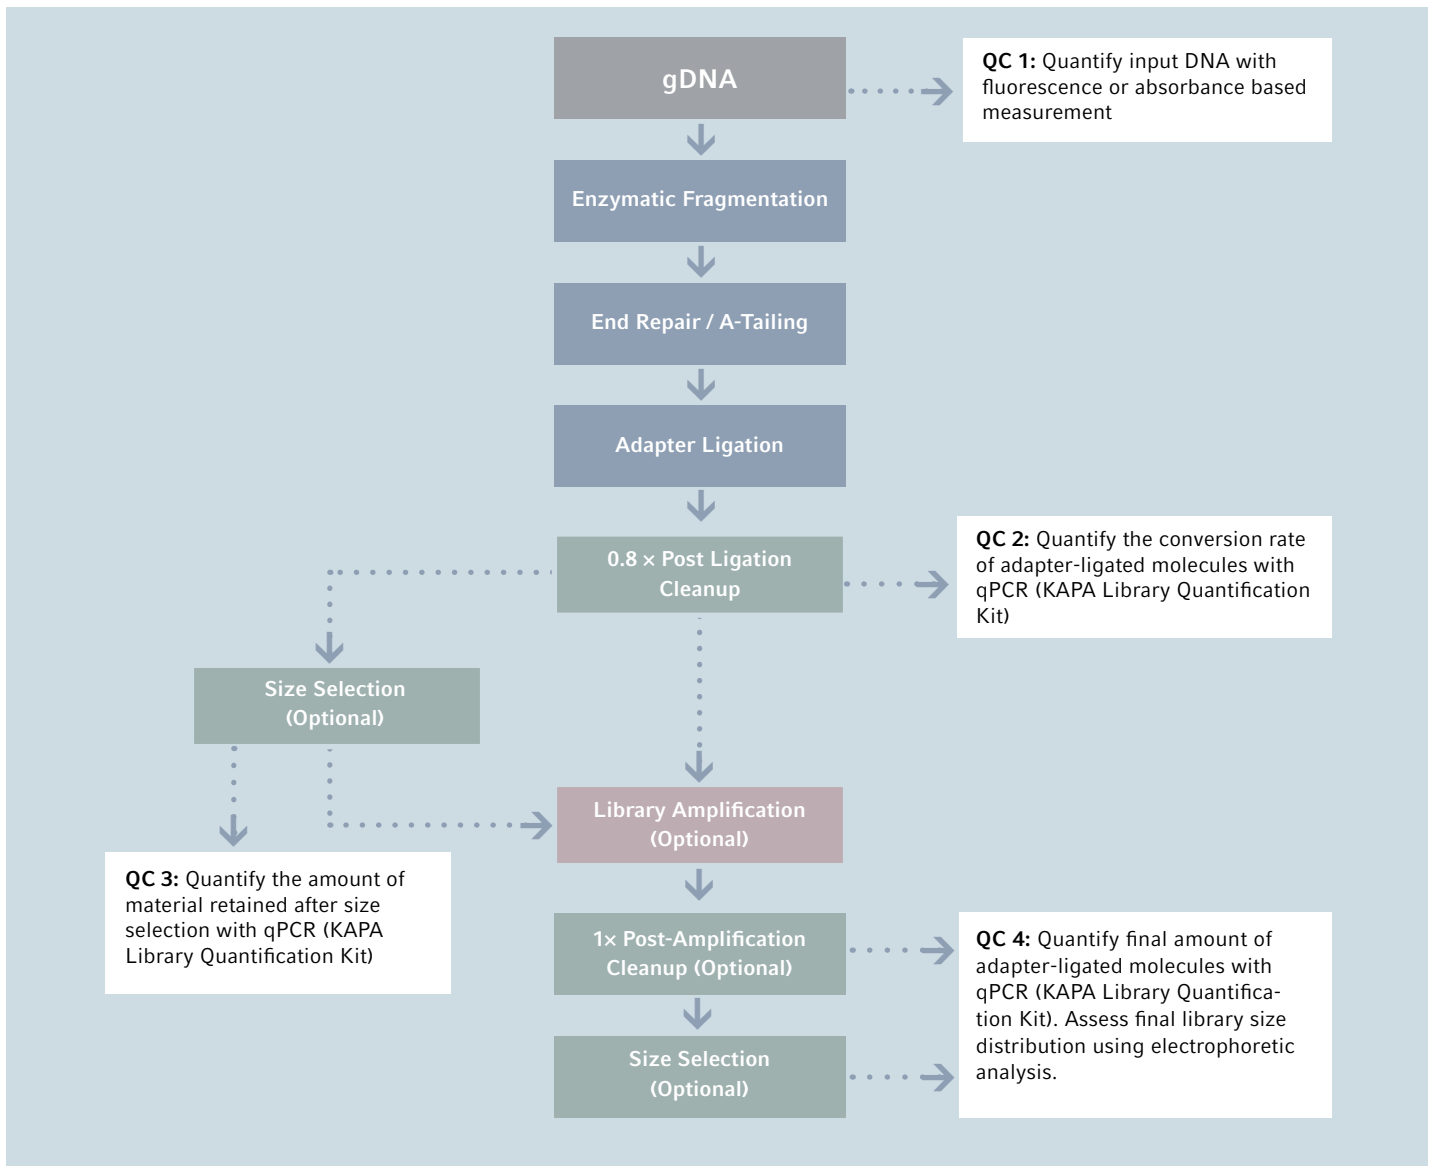 gDNA
QC 1: Quantify input DNA with
fluorescence or absorbance based
measurement
Enzymatic Fragmentation
End Repair / A-Tailing
Adapter Ligation
0.8 × Post Ligation
Cleanup
QC 2: Quantify the conversion rate
of adapter-ligated molecules with
qPCR (KAPA Library Quantification
Kit)
Size Selection
(Optional)
Library Amplification
(Optional)
QC 3: Quantify the amount of
material retained after size
selection with qPCR (KAPA
Library Quantification Kit)
1× Post-Amplification
Cleanup (Optional)
QC 4: Quantify final amount of
adapter-ligated molecules with
qPCR (KAPA Library Quantifica-
tion Kit). Assess final library size
distribution using electrophoretic
analysis.
Size Selection
(Optional)